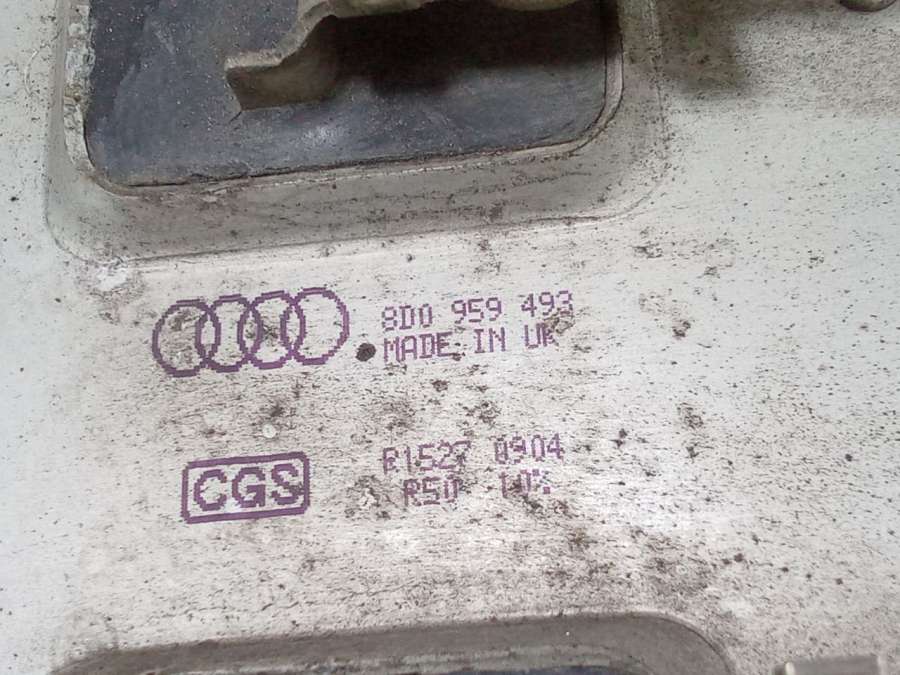 8D0 959 493
MADE IN UK
CGS
R1527 0904
R50 10%